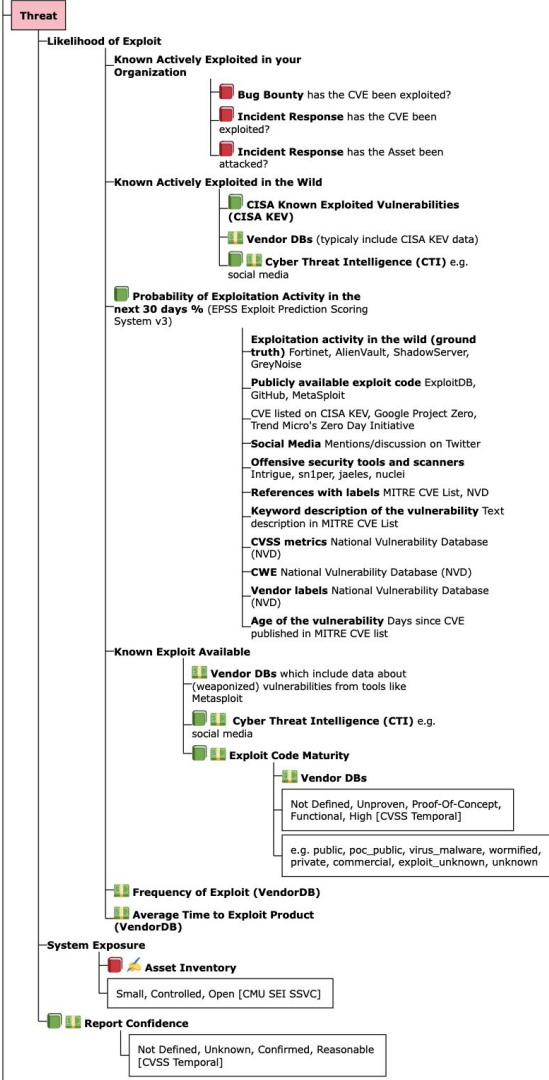 Threat
Likelihood of Exploit
Known Actively Exploited in your
Organization
Bug Bounty has the CVE been exploited?
Incident Response has the CVE been
exploited?
Incident Response has the Asset been
attacked?
Known Actively Exploited in the Wild
CISA Known Exploited Vulnerabilities
(CISA KEV)
Vendor DBs (typicaly include CISA KEV data)
Cyber Threat Intelligence (CTI) e.g.
social media
Probability of Exploitation Activity in the
next 30 days % (EPSS Exploit Prediction Scoring
System v3)
Exploitation activity in the wild (ground
truth) Fortinet, AlienVault, ShadowServer,
GreyNoise
Publicly available exploit code ExploitDB,
GitHub, MetaSploit
CVE listed on CISA KEV, Google Project Zero,
Trend Micro's Zero Day Initiative
Social Media Mentions/discussion on Twitter
Offensive security tools and scanners
Intrigue, sn1per, jaeles, nuclei
References with labels MITRE CVE List, NVD
Keyword description of the vulnerability Text
description in MITRE CVE List
CVSS metrics National Vulnerability Database
(NVD)
CWE National Vulnerability Database (NVD)
Vendor labels National Vulnerability Database
(NVD)
Age of the vulnerability Days since CVE
published in MITRE CVE list
Known Exploit Available
Vendor DBs which include data about
(weaponized) vulnerabilities from tools like
Metasploit
Cyber Threat Intelligence (CTI) e.g.
social media
Exploit Code Maturity
Vendor DBs
Not Defined, Unproven, Proof-Of-Concept,
Functional, High [CVSS Temporal]
e.g. public, poc_public, virus_malware, wormified,
private, commercial, exploit_unknown, unknown
Frequency of Exploit (VendorDB)
Average Time to Exploit Product
(VendorDB)
System Exposure
Asset Inventory
Small, Controlled, Open [CMU SEI SSVC]
Report Confidence
Not Defined, Unknown, Confirmed, Reasonable
[CVSS Temporal]